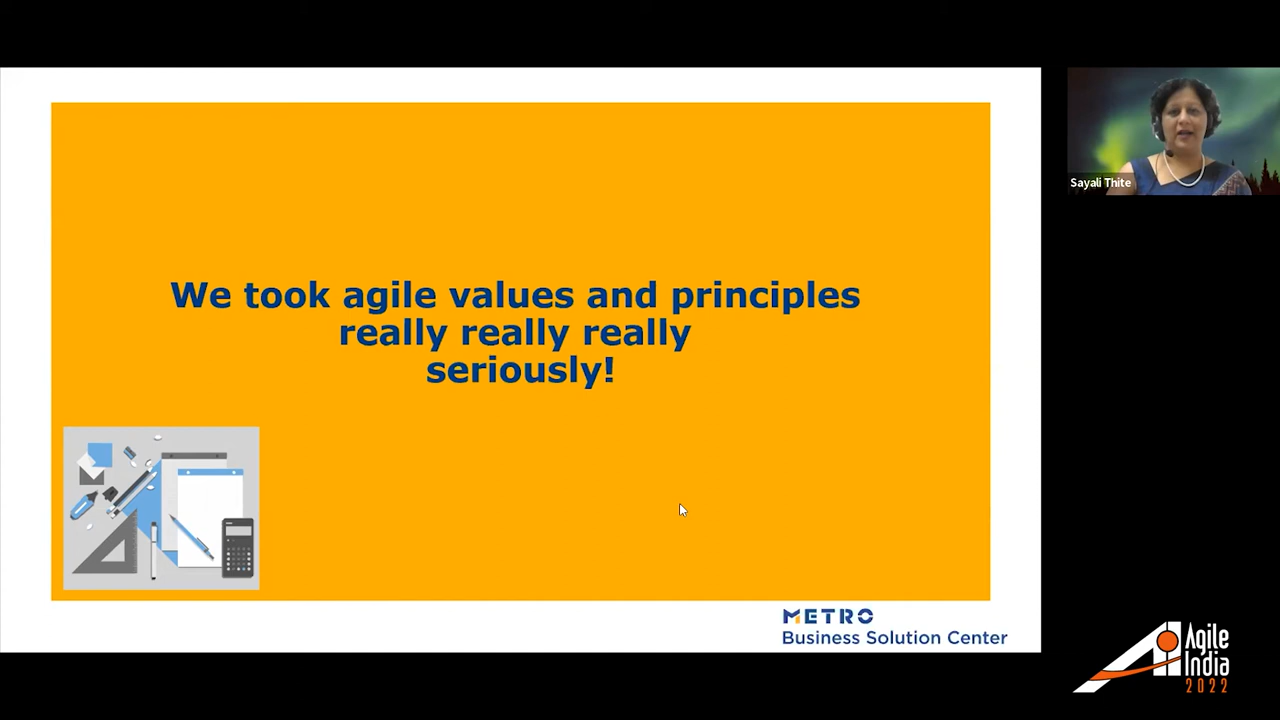 We took agile values and principles
really really really
seriously!
METRO
Business Solution Center
Sayali Thite
Agile
India
2022